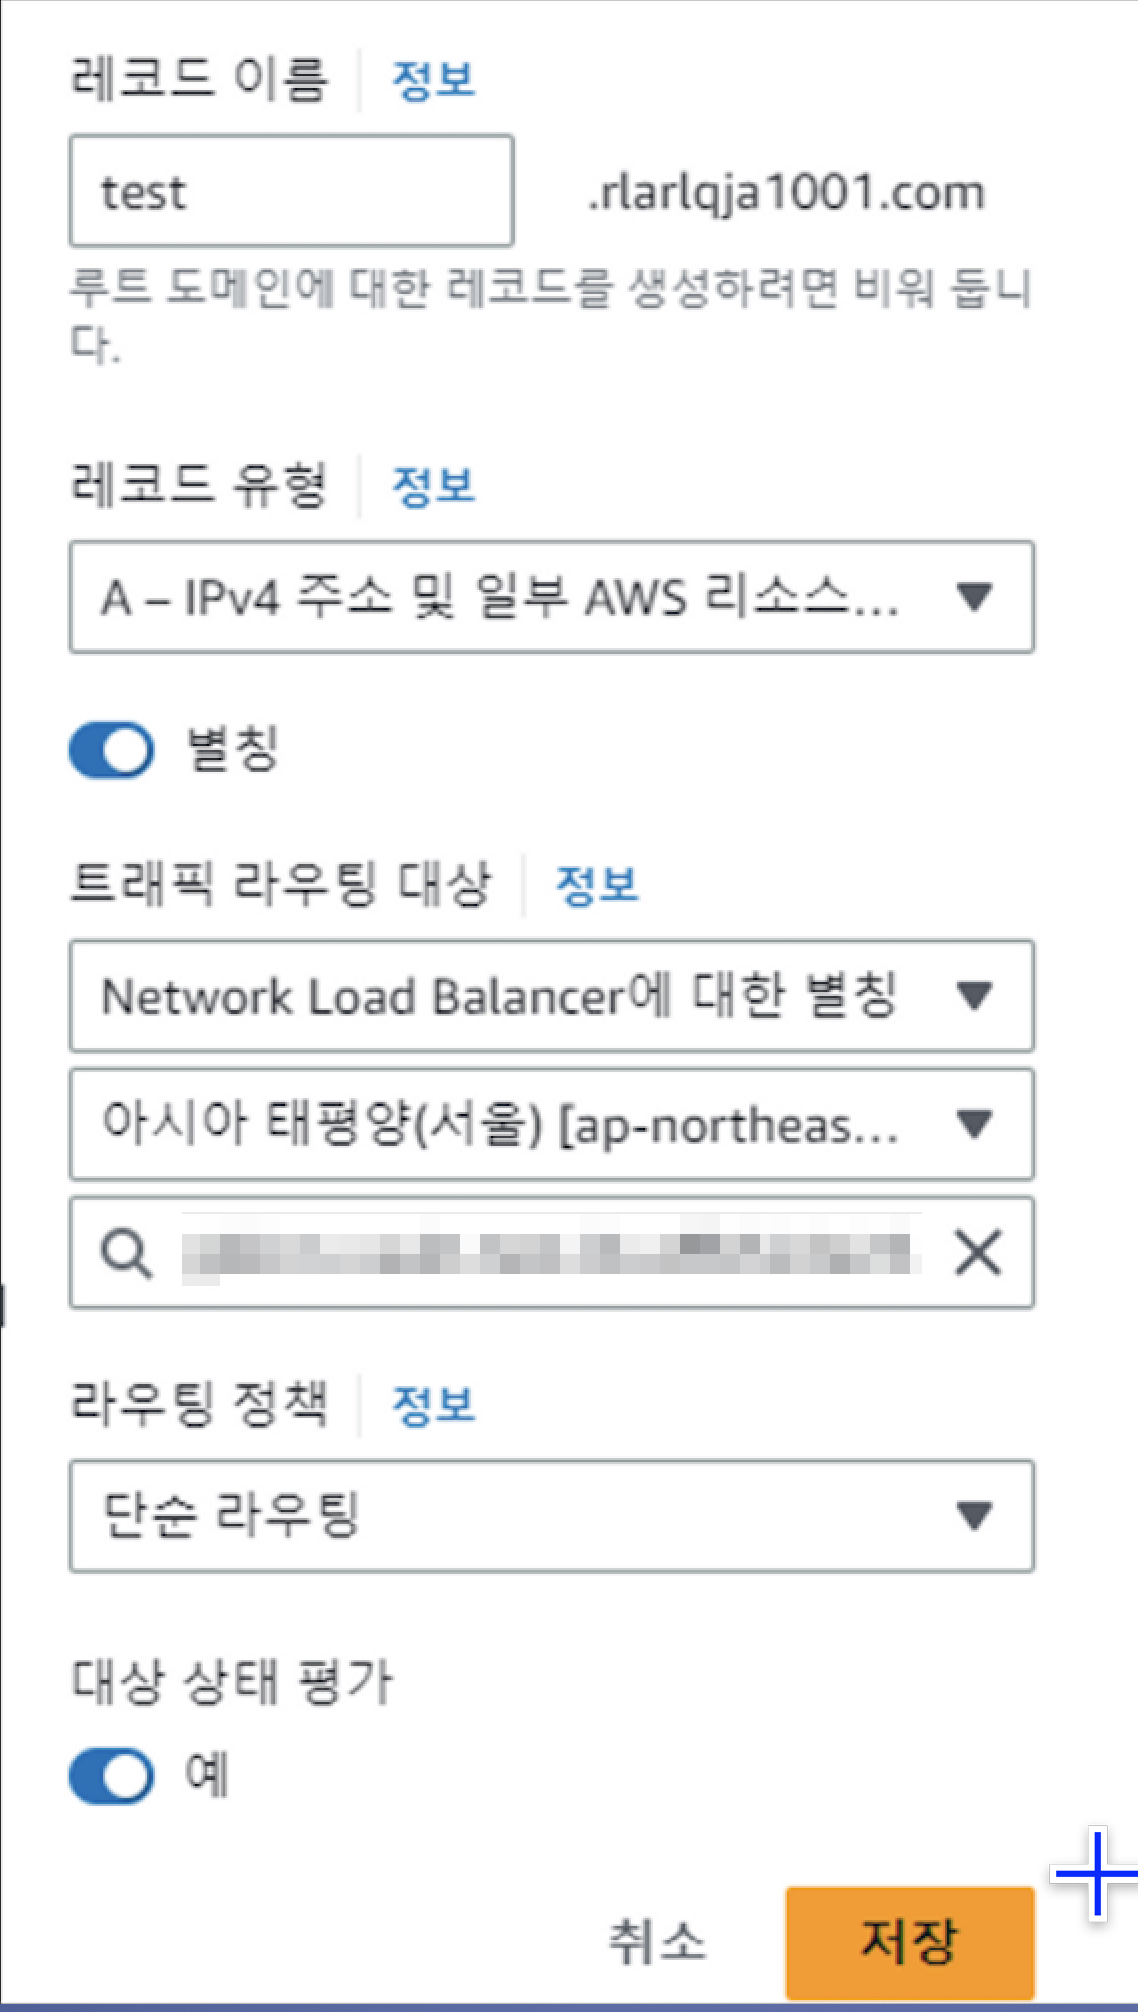 레코드 이름 정보
test .rlarlqja1001.com
루트 도메인에 대한 레코드를 생성하려면 비워 둡니
다.
레코드 유형 정보
A – IPv4 주소 및 일부 AWS 리소스...
별칭
트래픽 라우팅 대상 정보
Network Load Balancer에 대한 별칭
아시아 태평양(서울) [ap-northeas...
라우팅 정책 정보
단순 라우팅
대상 상태 평가
예
취소 저장